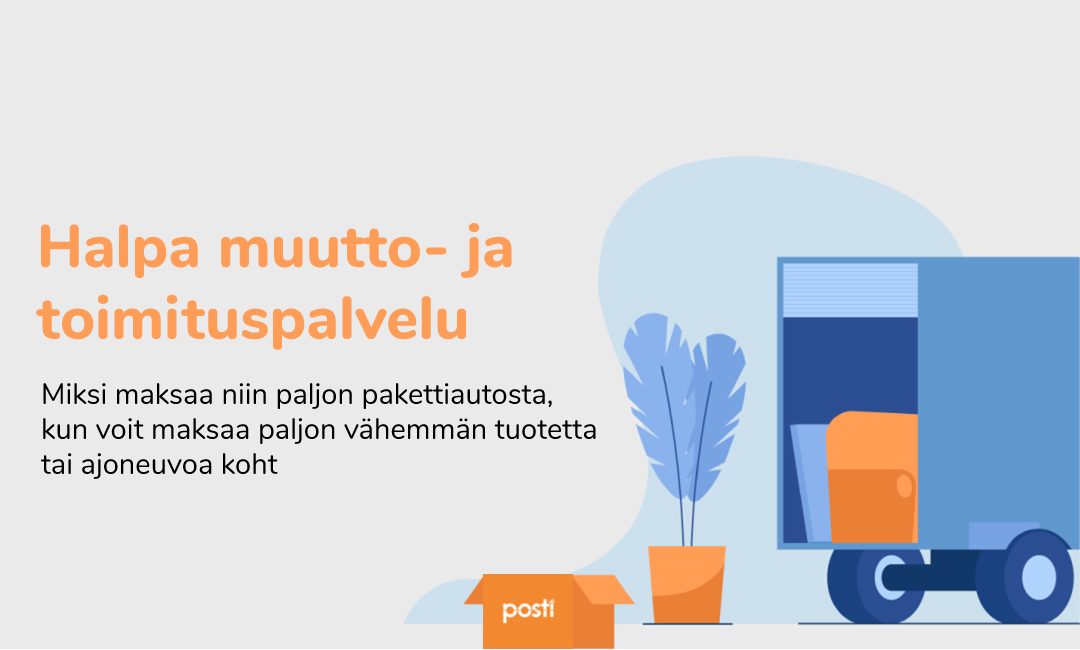 Halpa muutto- ja
toimituspalvelu
Miksi maksaa niin paljon pakettiautosta,
kun voit maksaa paljon vähemmän tuotetta
tai ajoneuvoa koht
posti